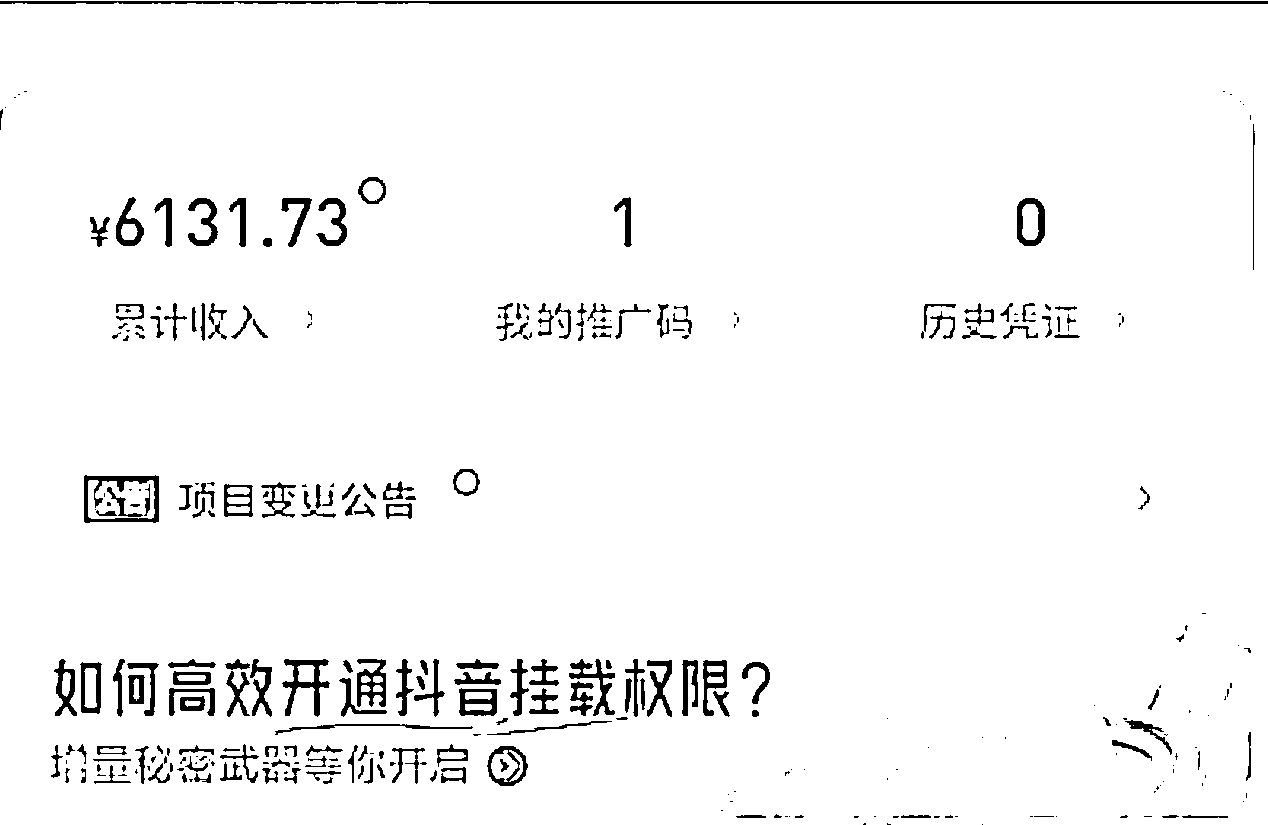 ¥6131.73 1 0
累计收入 我的推广码 历史凭证
公告 项目变更公告
如何高效开通抖音挂载权限?
增量秘密武器等你开启